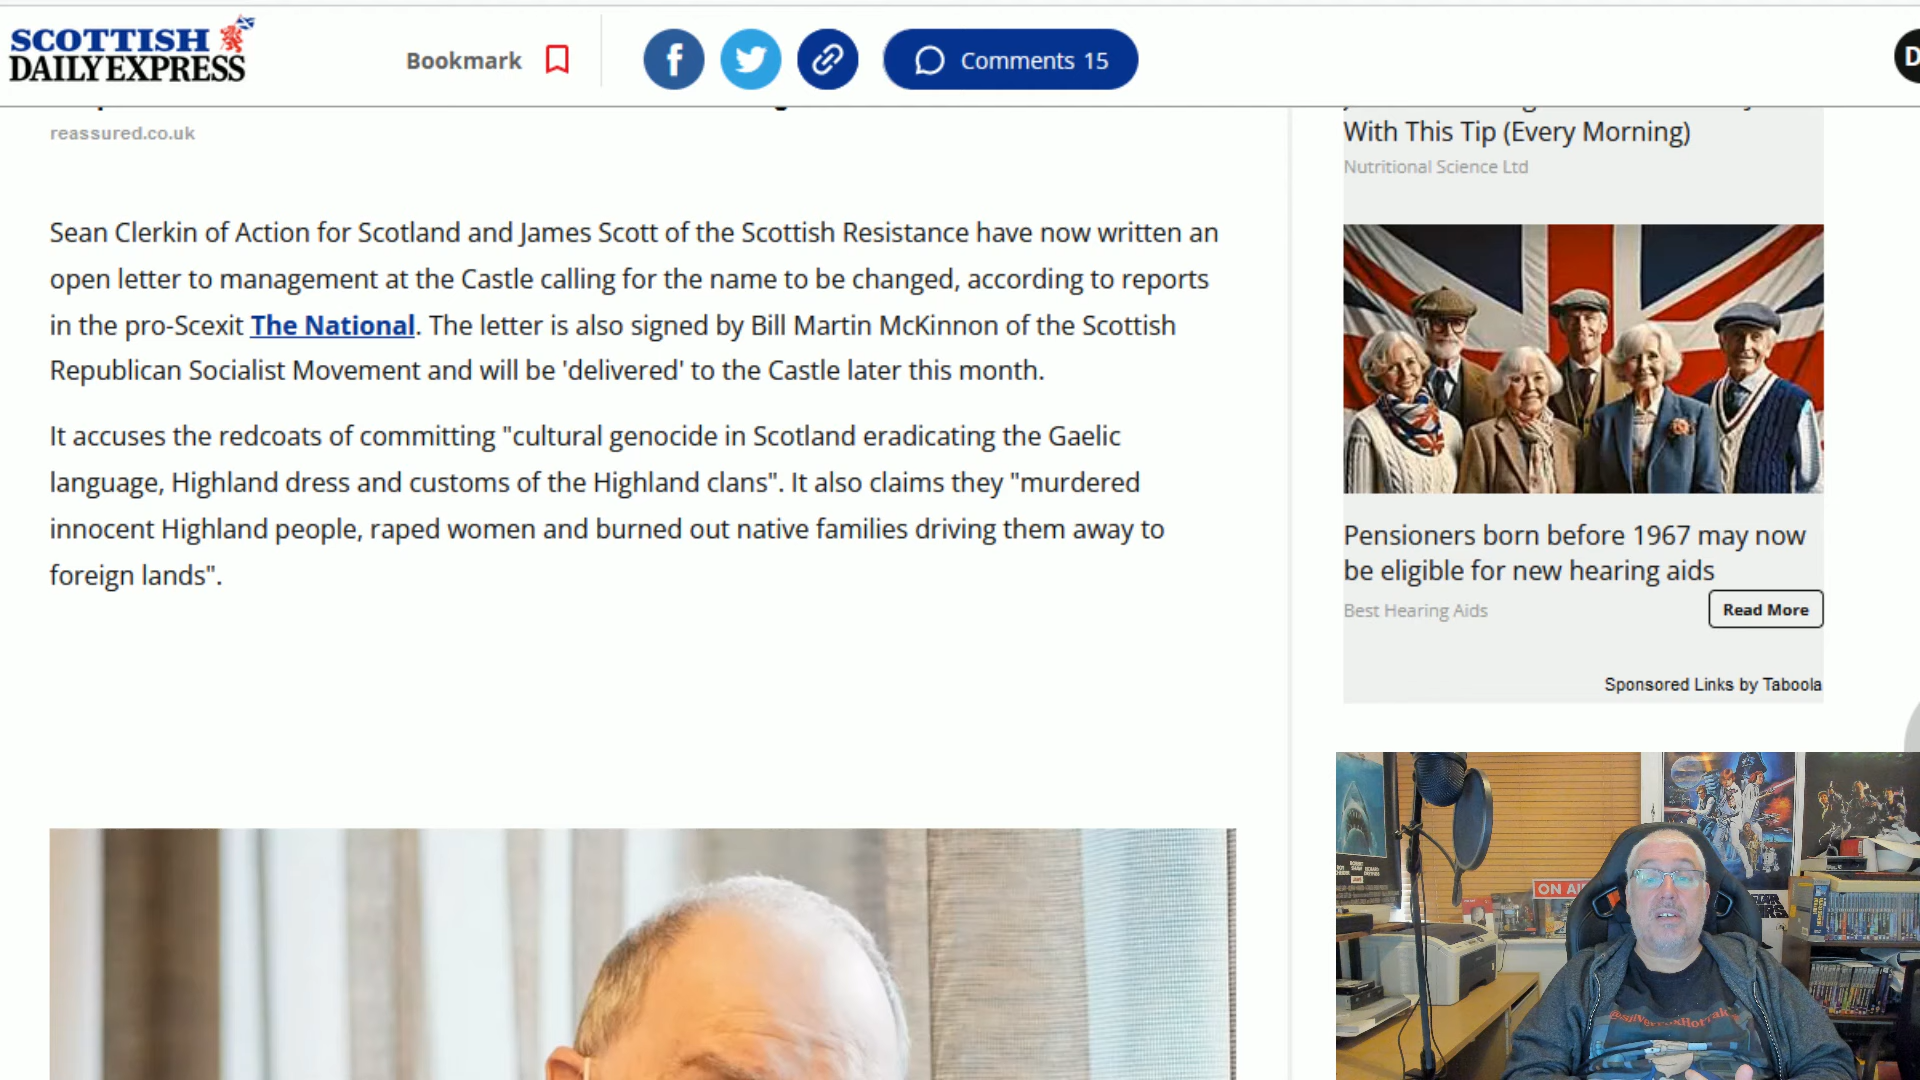 SCOTTISH
DAILY EXPRESS
Bookmark
Comments 15
D
reassured.co.uk
Sean Clerkin of Action for Scotland and James Scott of the Scottish Resistance have now written an
open letter to management at the Castle calling for the name to be changed, according to reports
in the pro-Scexit The National. The letter is also signed by Bill Martin McKinnon of the Scottish
Republican Socialist Movement and will be 'delivered' to the Castle later this month.
It accuses the redcoats of committing "cultural genocide in Scotland eradicating the Gaelic
language, Highland dress and customs of the Highland clans". It also claims they "murdered
innocent Highland people, raped women and burned out native families driving them away to
foreign lands".
With This Tip (Every Morning)
Nutritional Science Ltd
Pensioners born before 1967 may now
be eligible for new hearing aids
Best Hearing Aids
Read More
Sponsored Links by Taboola
ON AI